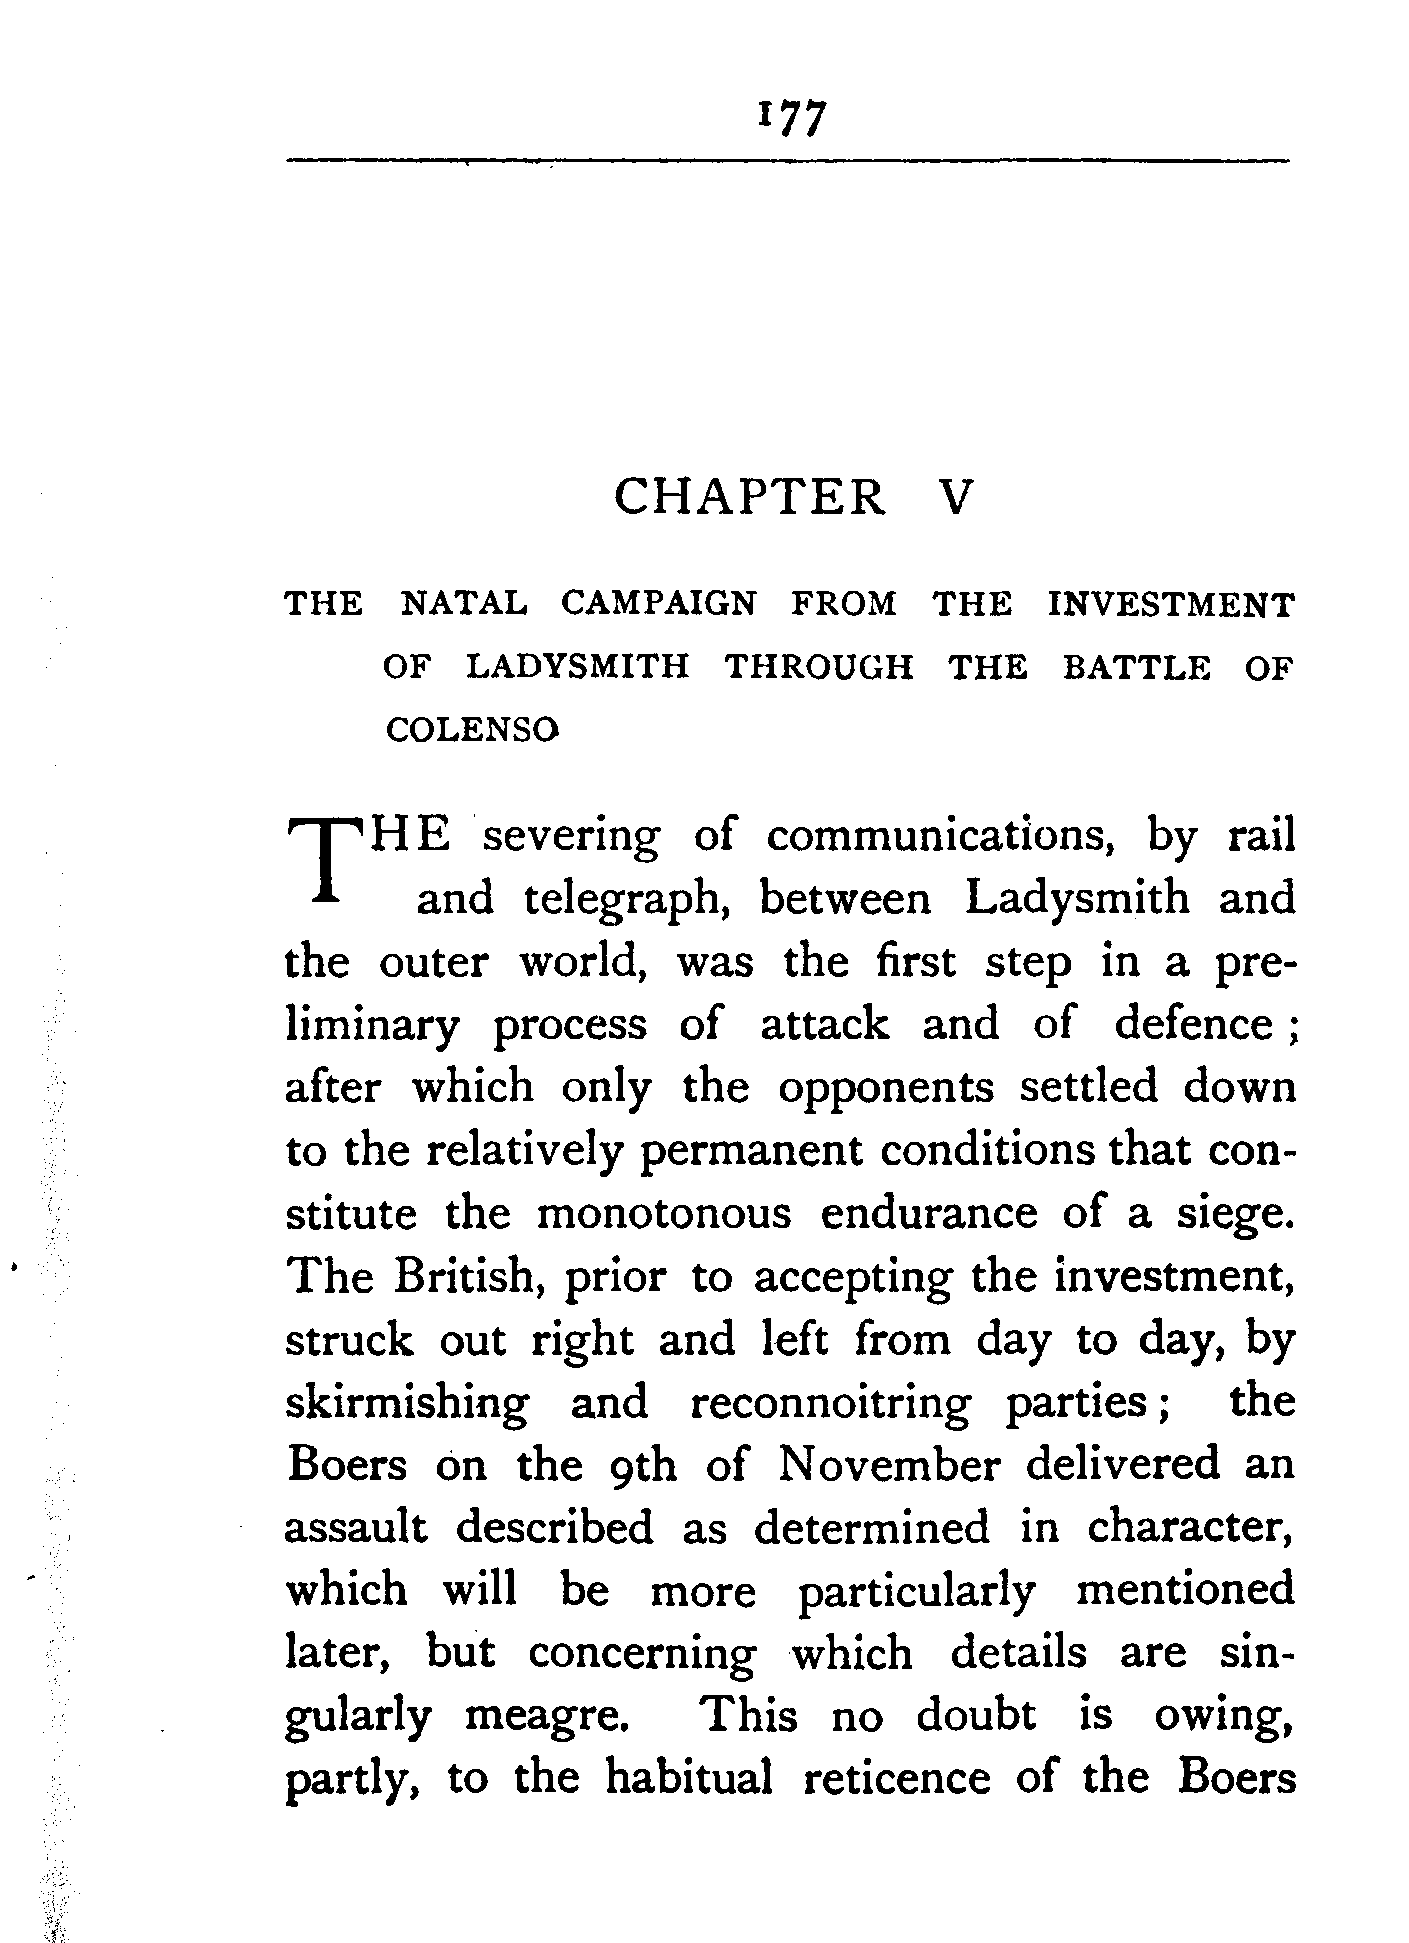 177
CHAPTER V
THE NATAL CAMPAIGN FROM THE INVESTMENT
OF LADYSMITH THROUGH THE BATTLE OF
COLENSO
THE severing of communications, by rail
and telegraph, between Ladysmith and
the outer world, was the first step in a pre-
liminary process of attack and of defence ;
after which only the opponents settled down
to the relatively permanent conditions that con-
stitute the monotonous endurance of a siege.
The British, prior to accepting the investment,
struck out right and left from day to day, by
skirmishing and reconnoitring parties ; the
Boers on the 9th of November delivered an
assault described as determined in character,
which will be more particularly mentioned
later, but concerning which details are sin-
gularly meagre. This no doubt is owing,
partly, to the habitual reticence of the Boers